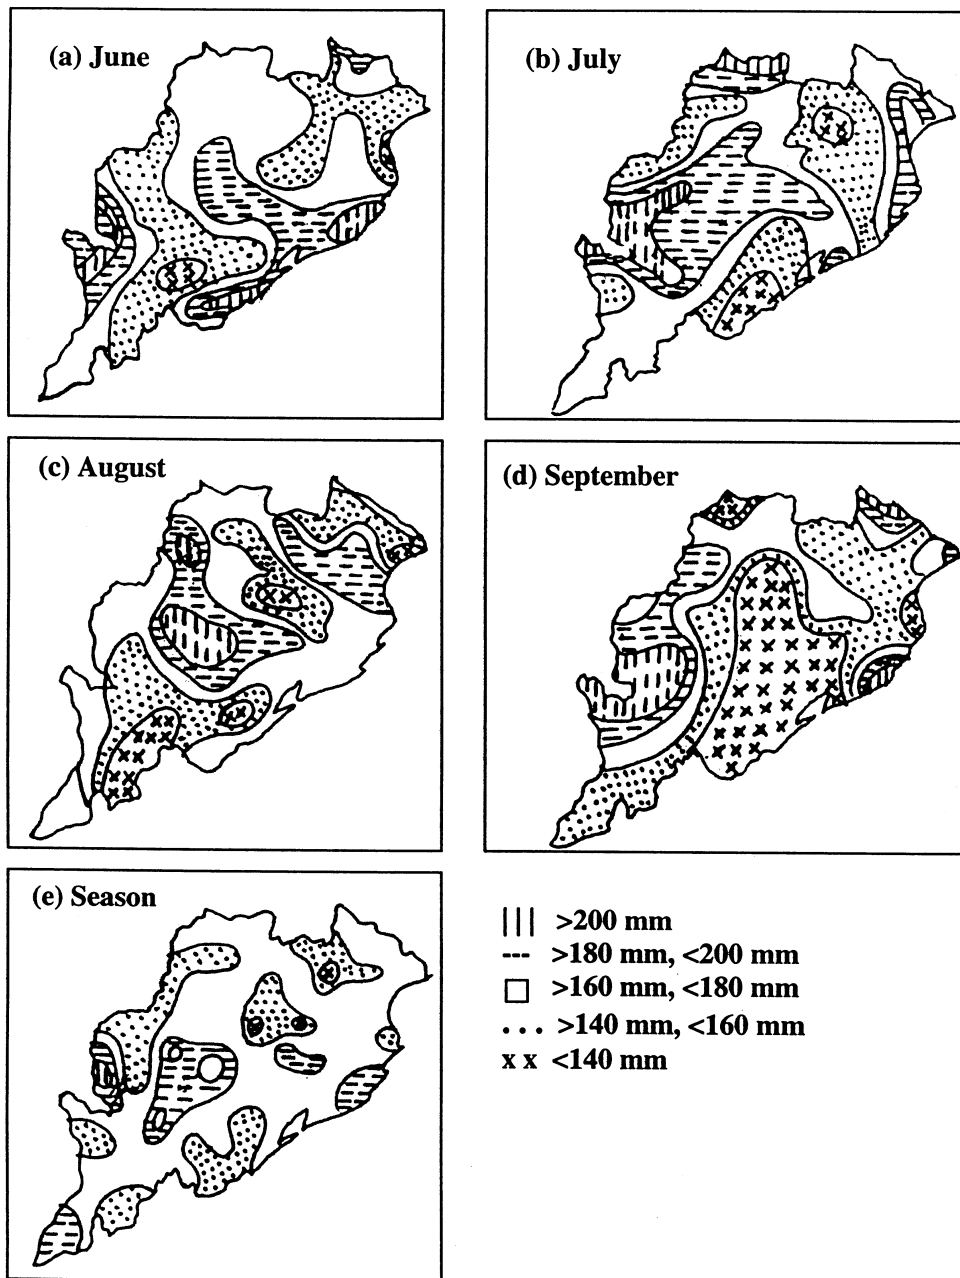 (a) June
(b) July
(c) August
(d) September
(e) Season
>200 mm
>180 mm, <200 mm
>160 mm, <180 mm
>140 mm, <160 mm
x x <140 mm